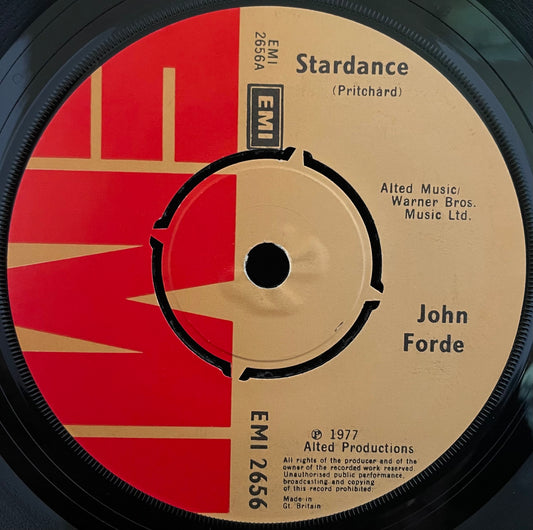 EMI
2656A
Stardance
(Pritchard)
EMI
EMI
Alted Music/
Warner Bros.
Music Ltd.
John
Forde
EMI 2656
℗ 1977
Alted Productions
All rights of the producer and of the
owner of the recorded work reserved.
Unauthorised public performance,
broadcasting and copying
of this record prohibited.
Made in
Gt. Britain